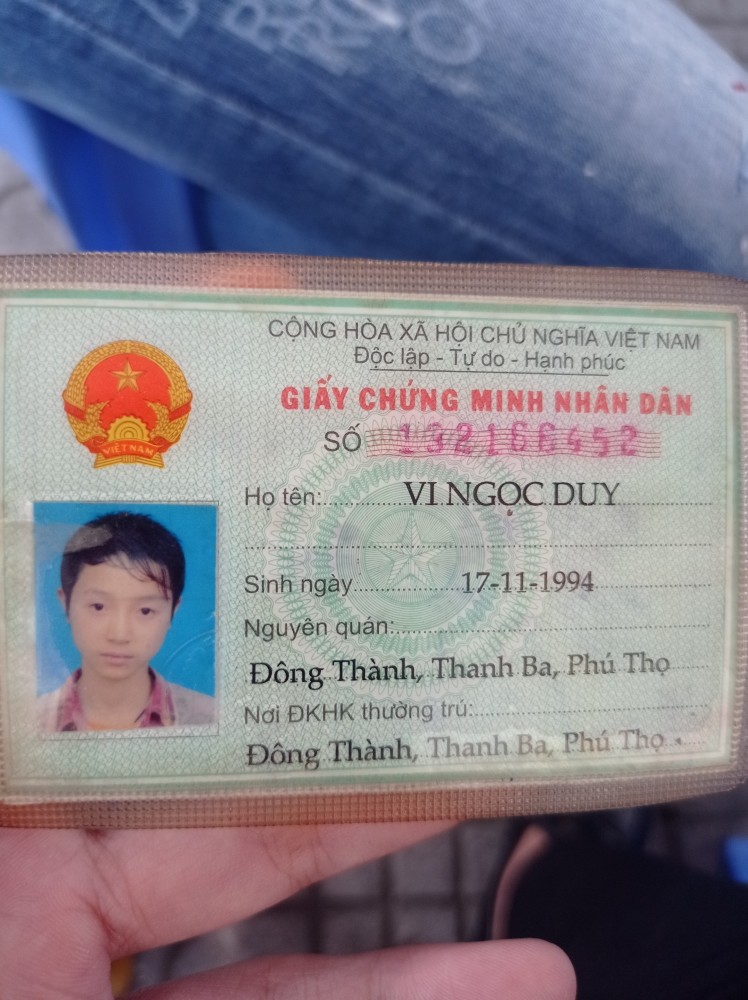 CỘNG HÒA XÃ HỘI CHỦ NGHĨA VIỆT NAM
Độc lập - Tự do - Hạnh phúc
GIẤY CHỨNG MINH NHÂN DÂN
SỐ 132166452
VIỆT NAM
Họ tên: VI NGỌC DUY
Sinh ngày 17-11-1994
Nguyên quán:
Đông Thành, Thanh Ba, Phú Thọ
Nơi ĐKHK thường trú:
Đông Thành, Thanh Ba, Phú Thọ